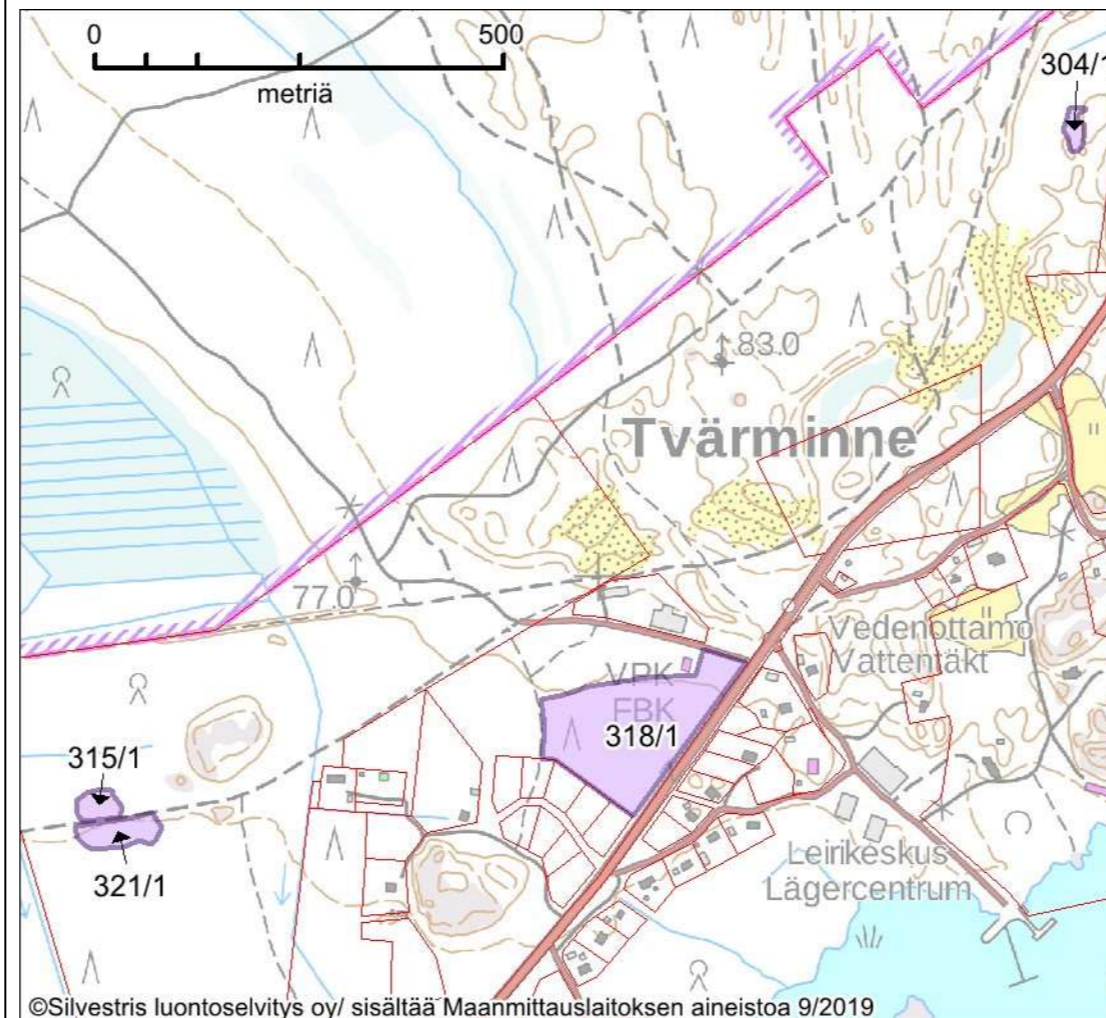 0
500
metriä
304/1
83.0
Tvärminne
77.0
Vedenottamo
Vattentäkt
VPK
FBK
318/1
315/1
321/1
Leirikeskus
Lägercentrum
©Silvestris luontoselvitys oy/ sisältää Maanmittauslaitoksen aineistoa 9/2019